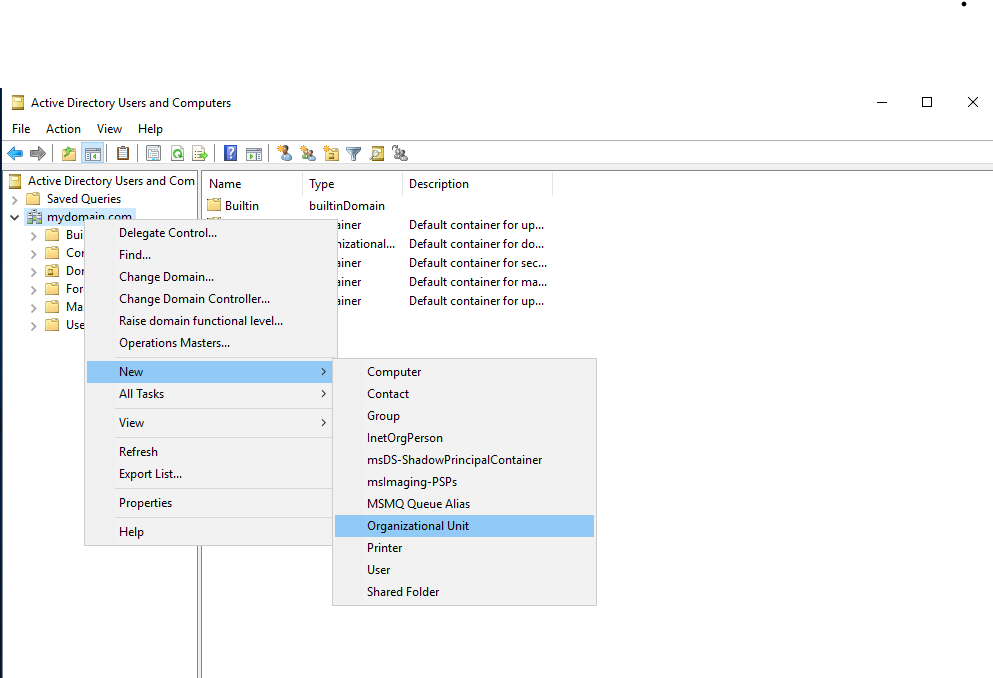 Active Directory Users and Computers
File Action View Help
Active Directory Users and Com
Saved Queries
mydomain.com
Bui
Cor
Dor
For
Ma
Use
Name Type Description
Builtin builtinDomain
ainer Default container for up...
nizational... Default container for do...
ainer Default container for sec...
ainer Default container for ma...
ainer Default container for up...
Delegate Control...
Find...
Change Domain...
Change Domain Controller...
Raise domain functional level...
Operations Masters...
New
All Tasks
View
Refresh
Export List...
Properties
Help
Computer
Contact
Group
InetOrgPerson
msDS-ShadowPrincipalContainer
msImaging-PSPs
MSMQ Queue Alias
Organizational Unit
Printer
User
Shared Folder